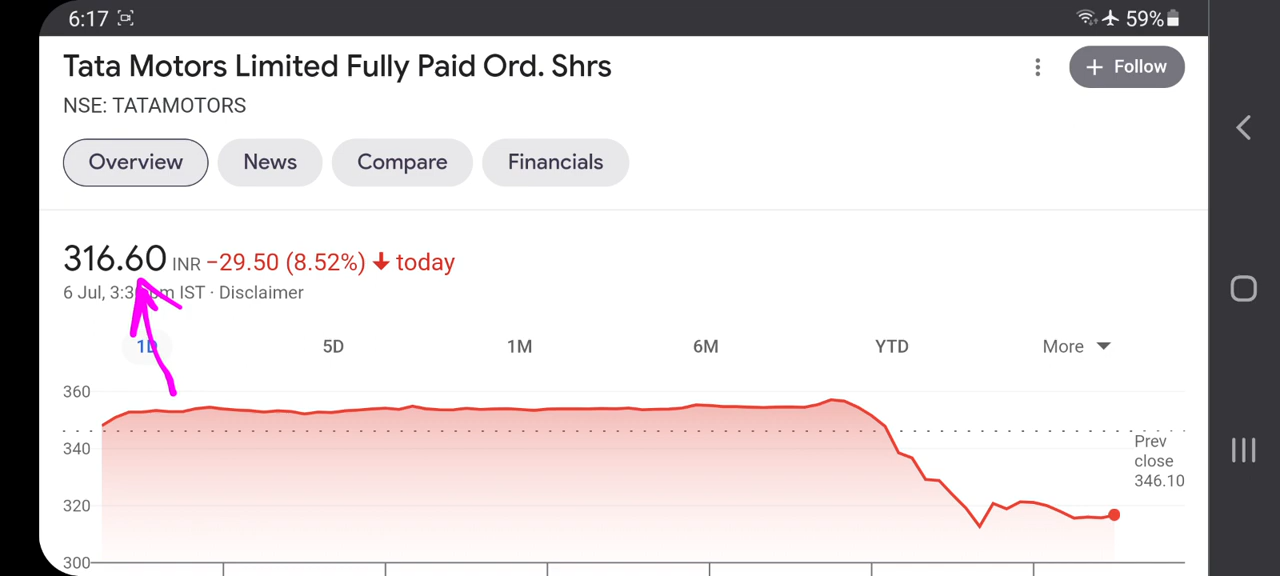 6:17 59%
Tata Motors Limited Fully Paid Ord. Shrs
+ Follow
NSE: TATAMOTORS
Overview News Compare Financials
316.60 INR −29.50 (8.52%) ↓ today
6 Jul, IST · Disclaimer
1D 5D 1M 6M YTD More
360
340
320
300
Prev
close
346.10